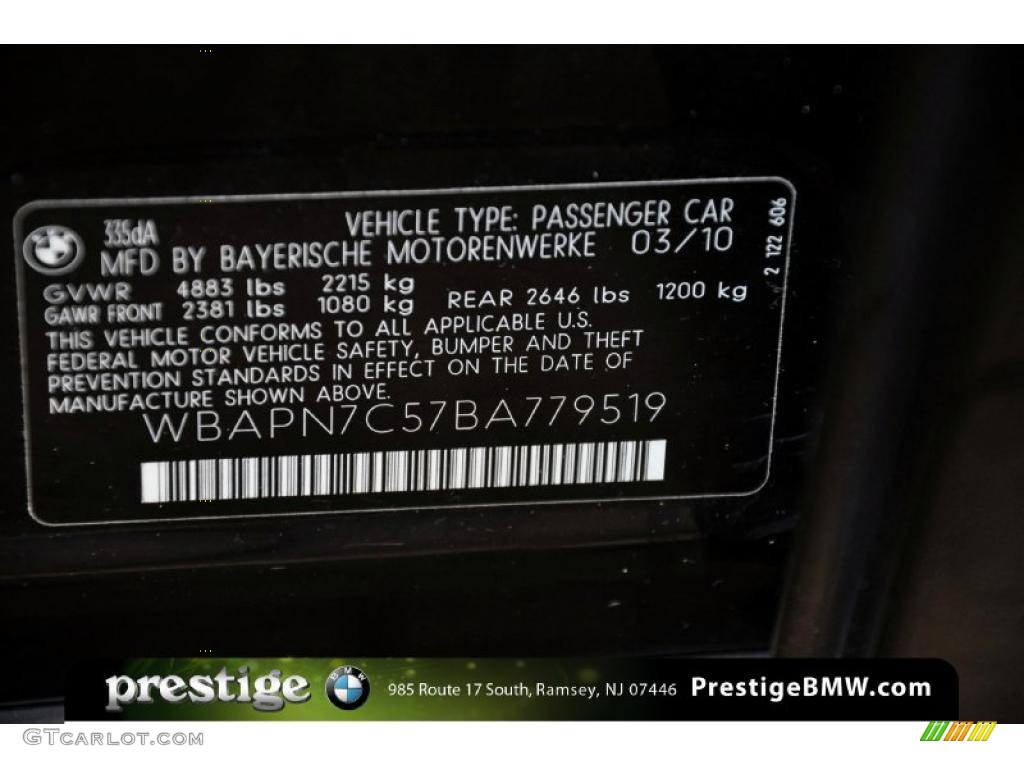 335dA
VEHICLE TYPE: PASSENGER CAR
MFD BY BAYERISCHE MOTORENWERKE 03/10
GVWR 4883 lbs 2215 kg
GAWR FRONT 2381 lbs 1080 kg REAR 2646 lbs 1200 kg
THIS VEHICLE CONFORMS TO ALL APPLICABLE U.S.
FEDERAL MOTOR VEHICLE SAFETY, BUMPER AND THEFT
PREVENTION STANDARDS IN EFFECT ON THE DATE OF
MANUFACTURE SHOWN ABOVE.
WBAPN7C57BA779519
2 122 606
prestige BMW 985 Route 17 South, Ramsey, NJ 07446 PrestigeBMW.com
GTcarlot.com